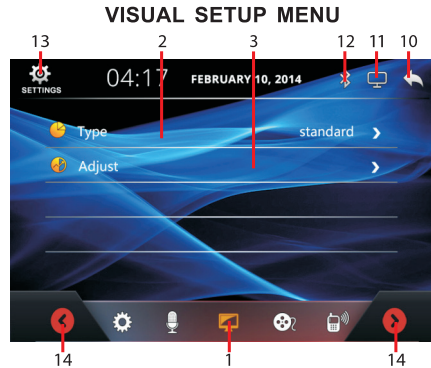 VISUAL SETUP MENU
13 2 3 12 11 10
SETTINGS 04:17 FEBRUARY 10, 2014
Type standard
Adjust
14 1 14